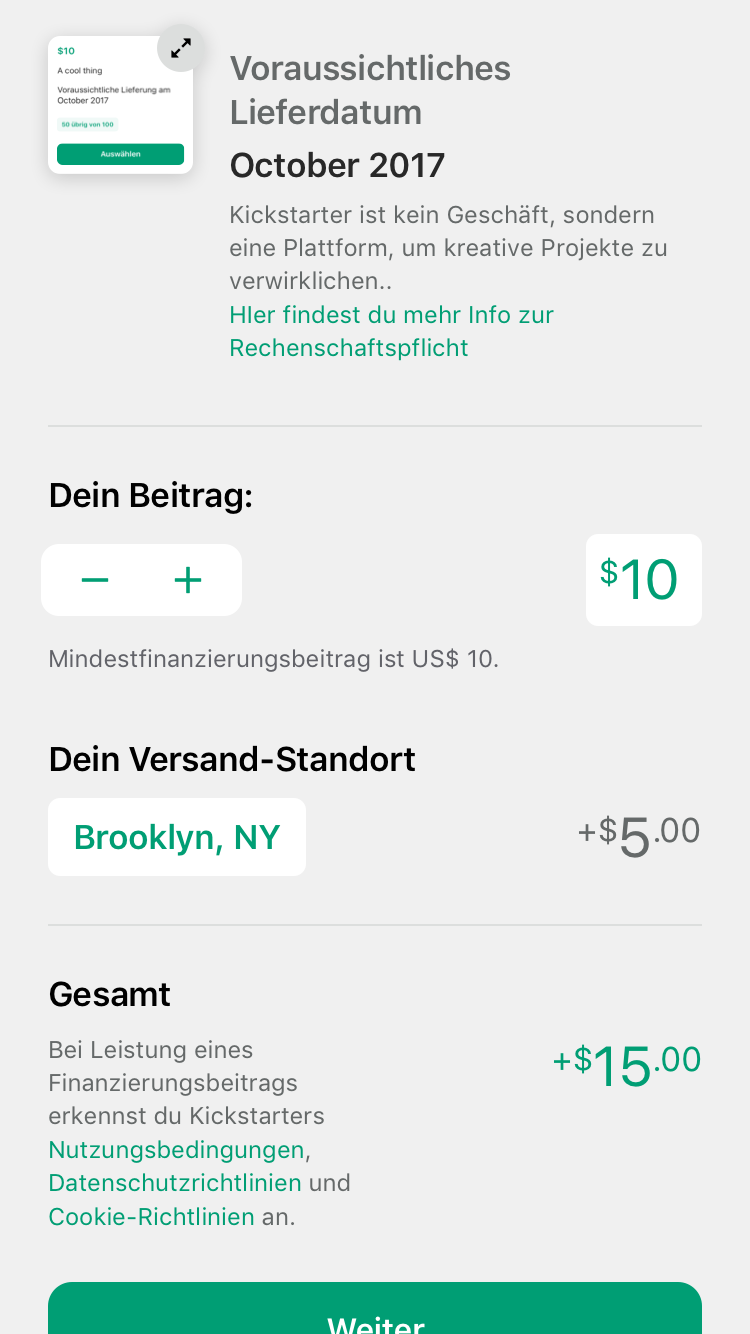 $10
A cool thing
Voraussichtliche Lieferung am
October 2017
50 übrig von 100
Auswählen
Voraussichtliches
Lieferdatum
October 2017
Kickstarter ist kein Geschäft, sondern
eine Plattform, um kreative Projekte zu
verwirklichen..
HIer findest du mehr Info zur
Rechenschaftspflicht
Dein Beitrag:
− +
$10
Mindestfinanzierungsbeitrag ist US$ 10.
Dein Versand-Standort
Brooklyn, NY
+$5.00
Gesamt
+$15.00
Bei Leistung eines
Finanzierungsbeitrags
erkennst du Kickstarters
Nutzungsbedingungen,
Datenschutzrichtlinien und
Cookie-Richtlinien an.
Weiter